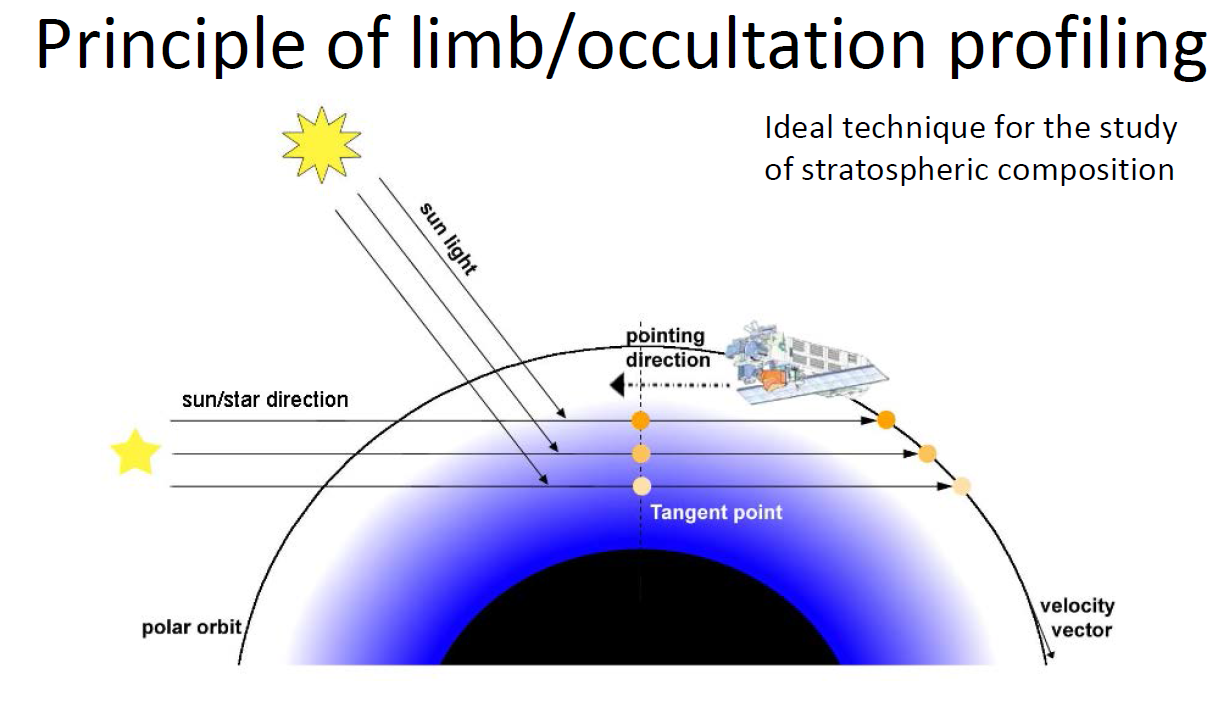 Principle of limb/occultation profiling
Ideal technique for the study
of stratospheric composition
sun light
pointing
direction
sun/star direction
Tangent point
polar orbit
velocity
vector